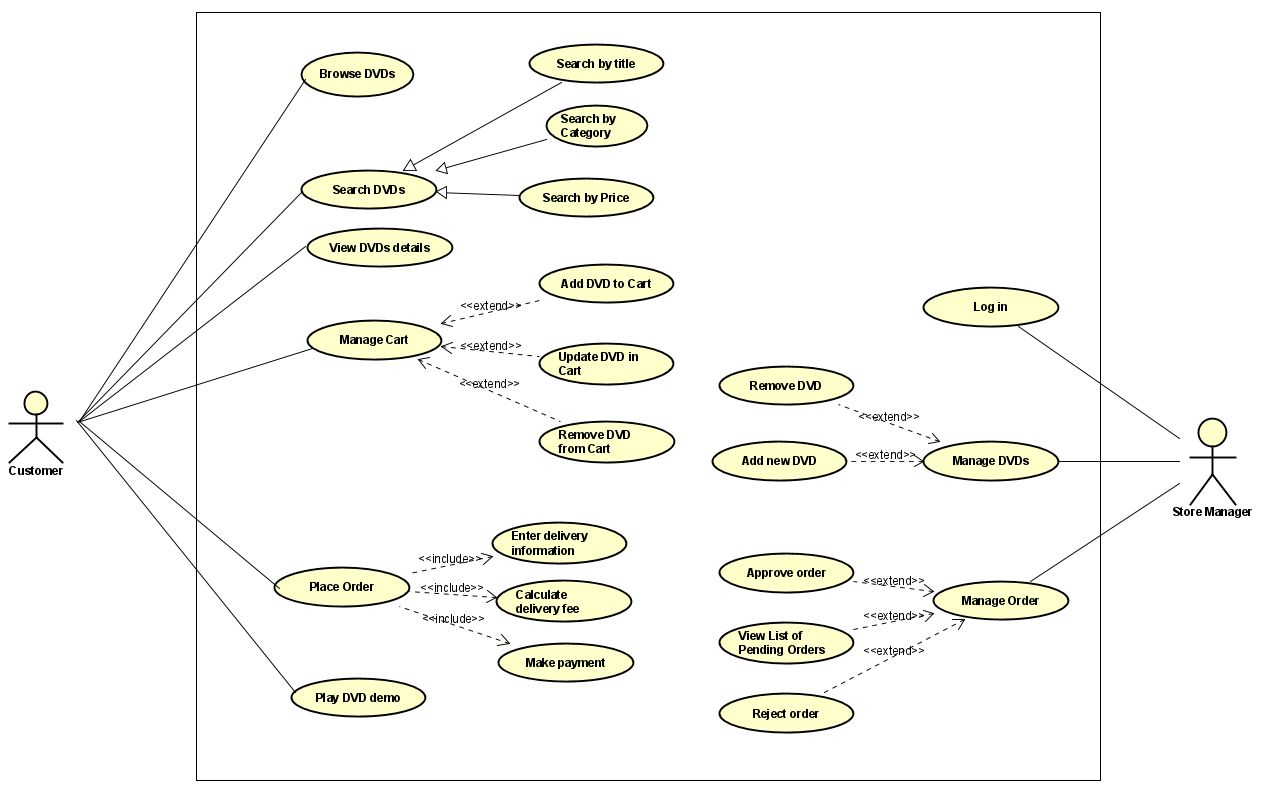 Browse DVDs
Search by title
Search by
Category
Search DVDs
Search by Price
View DVDs details
Add DVD to Cart
<<extend>>
Manage Cart
<<extend>>
Update DVD in
Cart
<<extend>>
Remove DVD
from Cart
Customer
Place Order
<<include>>
Enter delivery
information
<<include>>
Calculate
delivery fee
<<include>>
Make payment
Play DVD demo
Log in
Remove DVD
<<extend>>
Add new DVD
<<extend>>
Manage DVDs
Store Manager
Approve order
<<extend>>
Manage Order
View List of
Pending Orders
<<extend>>
<<extend>>
Reject order